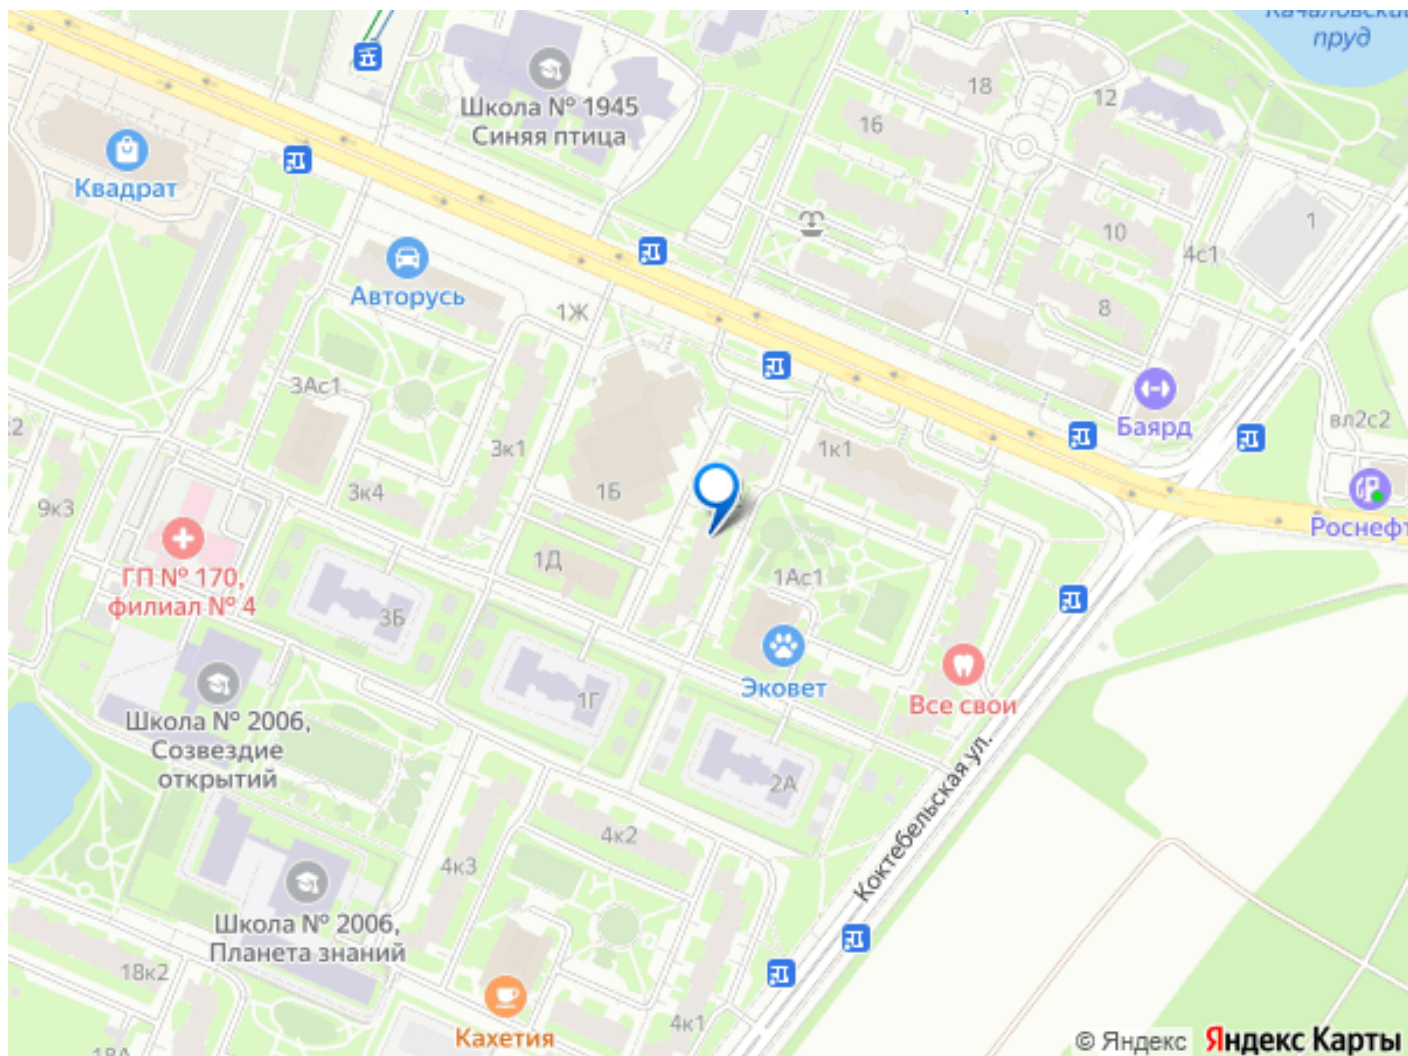 Качаловский
пруд
18
12
Школа № 1945
Синяя птица
16
Квадрат
1
10
4с1
Авторусь
8
1Ж
3Ас1
Баярд
вл2с2
3к1
1к1
3к4
1Б
9к3
Роснефт
1Д
ГП № 170,
филиал № 4
1Ас1
3Б
Эковет
1Г
Все свои
Школа № 2006,
Созвездие
открытий
2А
Коктебельская ул.
4к2
4к3
Школа № 2006,
Планета знаний
18к2
4к1
Кахетия
18А
© Яндекс Яндекс Карты